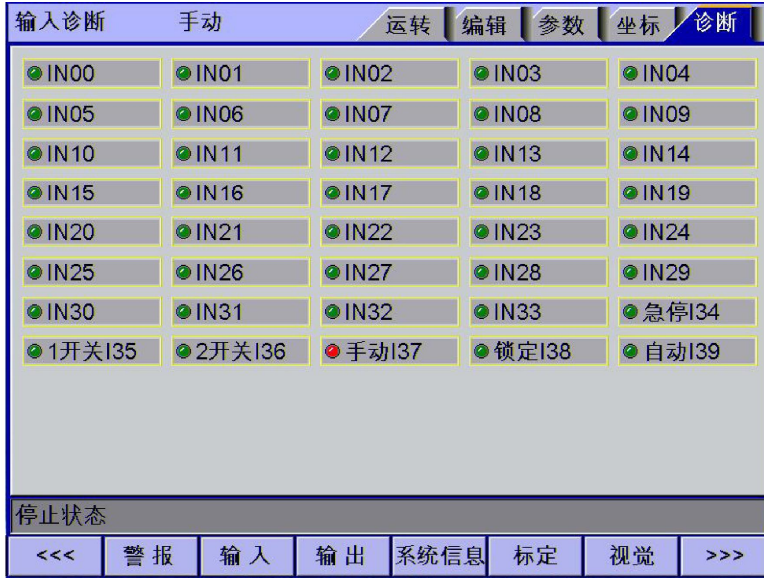 输入诊断 手动 运转 编辑 参数 坐标 诊断
IN00 IN01 IN02 IN03 IN04
IN05 IN06 IN07 IN08 IN09
IN10 IN11 IN12 IN13 IN14
IN15 IN16 IN17 IN18 IN19
IN20 IN21 IN22 IN23 IN24
IN25 IN26 IN27 IN28 IN29
IN30 IN31 IN32 IN33 急停I34
1开关I35 2开关I36 手动I37 锁定I38 自动I39
停止状态
<<< 警报 输入 输出 系统信息 标定 视觉 >>>